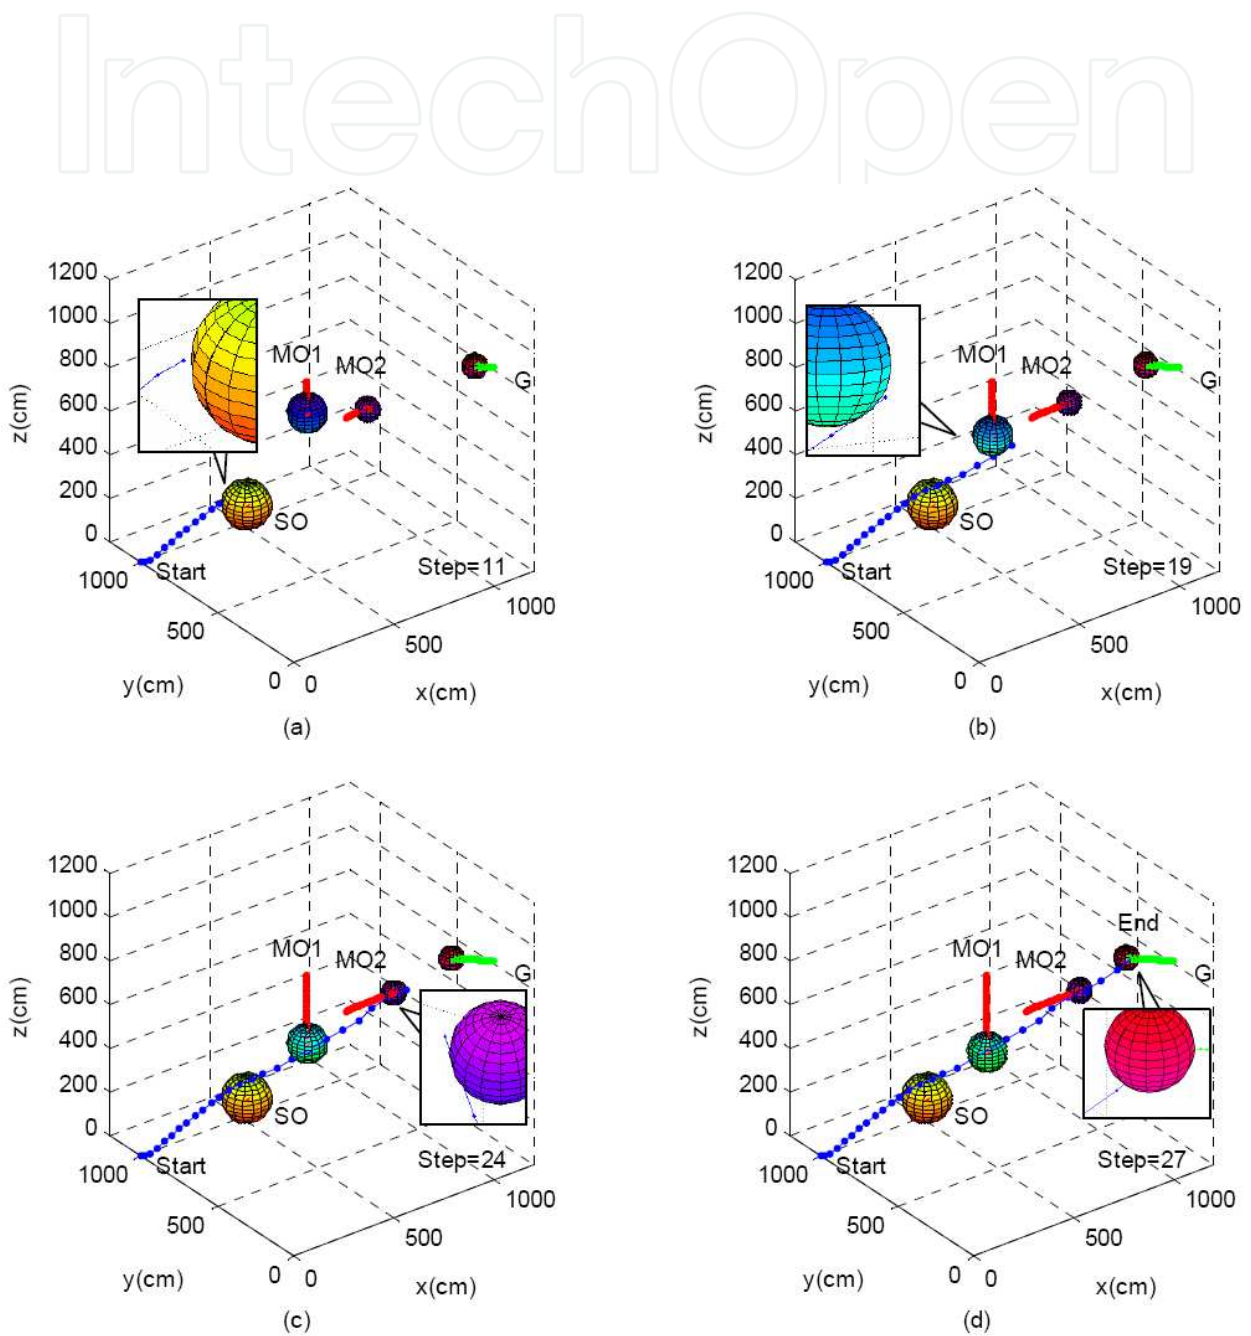 IntechOpen
1200
1000
800
600
400
200
0
z(cm)
MO1
MO2
G
SO
Start
Step=11
1000
500
0
0
500
1000
y(cm)
x(cm)
(a)
1200
1000
800
600
400
200
0
z(cm)
MO1
MO2
G
SO
Start
Step=19
1000
500
0
0
500
1000
y(cm)
x(cm)
(b)
1200
1000
800
600
400
200
0
z(cm)
MO1
MO2
G
SO
Start
Step=24
1000
500
0
0
500
1000
y(cm)
x(cm)
(c)
1200
1000
800
600
400
200
0
z(cm)
End
MO1
MO2
G
SO
Start
Step=27
1000
500
0
0
500
1000
y(cm)
x(cm)
(d)